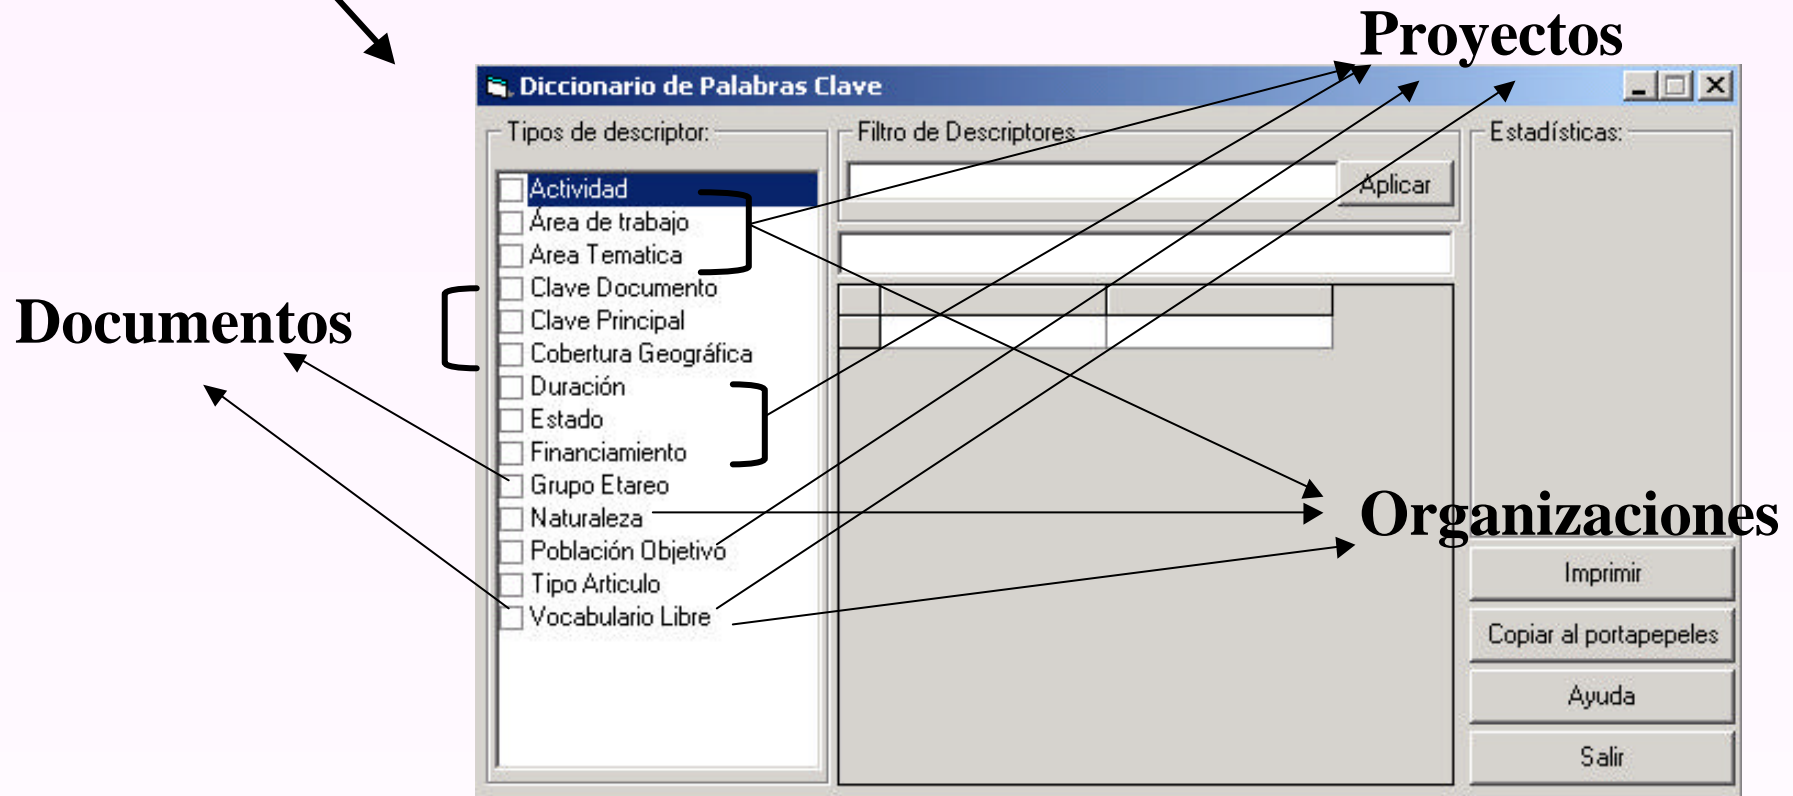 Proyectos
Diccionario de Palabras Clave
Tipos de descriptor:
Filtro de Descriptores
Estadísticas:
Actividad
Aplicar
Área de trabajo
Area Tematica
Clave Documento
Documentos
Clave Principal
Cobertura Geográfica
Duración
Estado
Financiamiento
Grupo Etareo
Naturaleza
Organizaciones
Población Objetivo
Tipo Articulo
Vocabulario Libre
Imprimir
Copiar al portapepeles
Ayuda
Salir